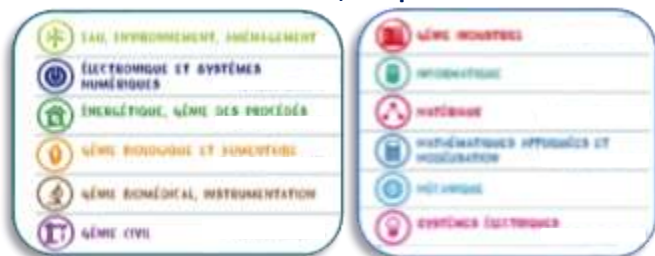 EAU, ENVIRONNEMENT, AMÉNAGEMENT
ÉLECTRONIQUE ET SYSTÈMES
NUMÉRIQUES
ÉNERGÉTIQUE, GÉNIE DES PROCÉDÉS
GÉNIE BIOLOGIQUE ET ALIMENTAIRE
GÉNIE BIOMÉDICAL, INSTRUMENTATION
GÉNIE CIVIL
GÉNIE INDUSTRIEL
INFORMATIQUE
MATÉRIAUX
MATHÉMATIQUES APPLIQUÉES ET
MODÉLISATION
MÉCANIQUE
SYSTÈMES ÉLECTRIQUES